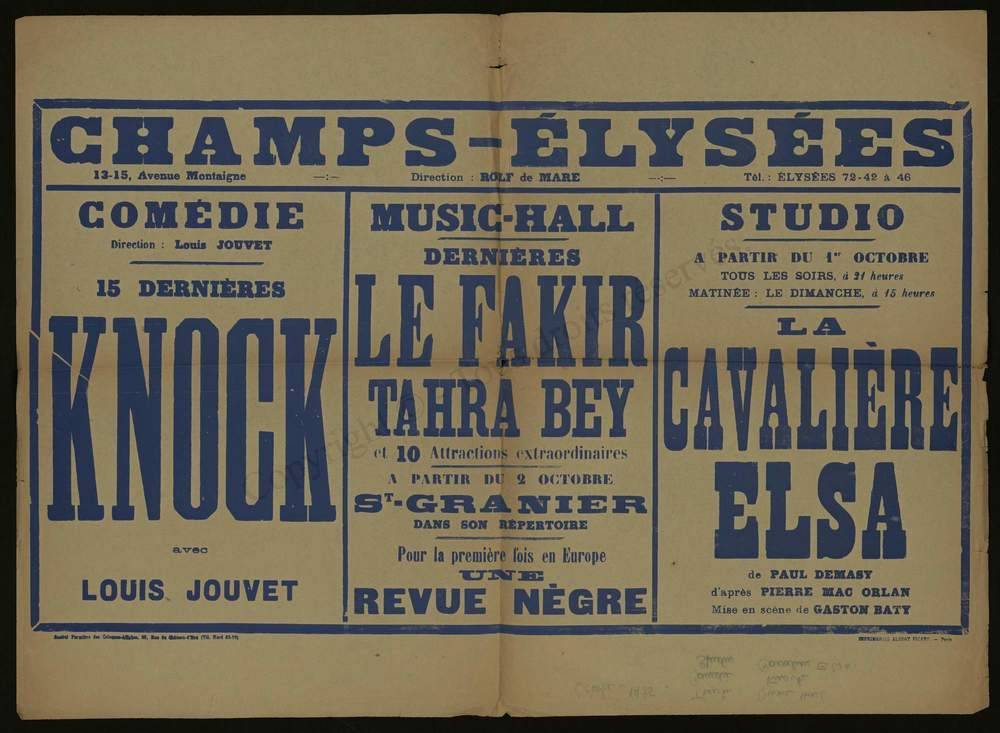 CHAMPS-ÉLYSÉES
13-15, Avenue Montaigne —:— Direction : ROLF de MARE —:— Tél.: ÉLYSÉES 72-42 à 46
COMÉDIE
Direction : Louis JOUVET
15 DERNIÈRES
KNOCK
avec
LOUIS JOUVET
MUSIC-HALL
DERNIÈRES
LE FAKIR
TAHRA BEY
et 10 Attractions extraordinaires
A PARTIR DU 2 OCTOBRE
ST-GRANIER
DANS SON RÉPERTOIRE
Pour la première fois en Europe
UNE
REVUE NÈGRE
STUDIO
A PARTIR DU 1er OCTOBRE
TOUS LES SOIRS, à 21 heures
MATINÉE : LE DIMANCHE, à 15 heures
LA
CAVALIÈRE
ELSA
de PAUL DEMASY
d'après PIERRE MAC ORLAN
Mise en scène de GASTON BATY
Copyright Tous droits réservés